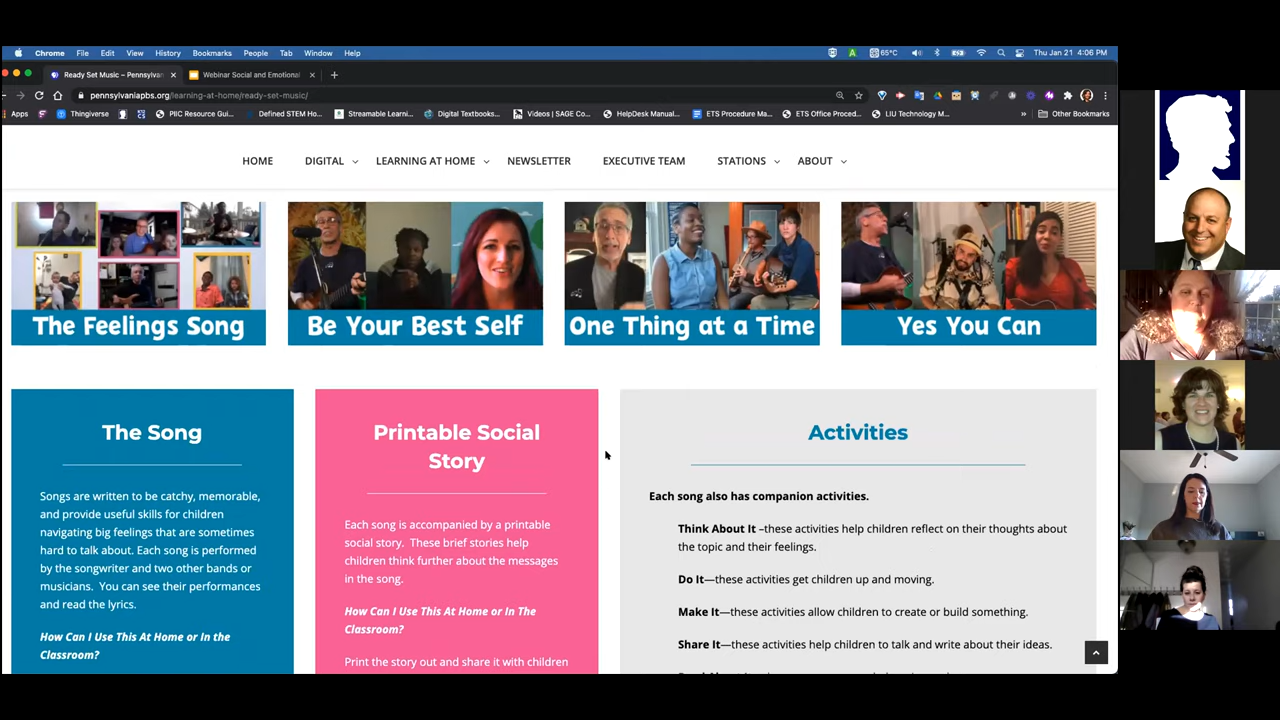 Chrome File Edit View History Bookmarks People Tab Window Help 65°C Thu Jan 21 4:06 PM
Ready Set Music – Pennsylvan Webinar Social and Emotional
pennsylvaniapbs.org/learning-at-home/ready-set-music/
Apps Thingiverse PIIC Resource Gui... Defined STEM Ho... Streamable Learni... Digital Textbooks... Videos | SAGE Co... HelpDesk Manual... ETS Procedure Ma... ETS Office Proced... LIU Technology M... » Other Bookmarks
HOME DIGITAL LEARNING AT HOME NEWSLETTER EXECUTIVE TEAM STATIONS ABOUT
The Feelings Song
Be Your Best Self
One Thing at a Time
Yes You Can
The Song
Songs are written to be catchy, memorable,
and provide useful skills for children
navigating big feelings that are sometimes
hard to talk about. Each song is performed
by the songwriter and two other bands or
musicians. You can see their performances
and read the lyrics.
How Can I Use This At Home or In the
Classroom?
Printable Social
Story
Each song is accompanied by a printable
social story. These brief stories help
children think further about the messages
in the song.
How Can I Use This At Home or In The
Classroom?
Print the story out and share it with children
Activities
Each song also has companion activities.
Think About It –these activities help children reflect on their thoughts about
the topic and their feelings.
Do It—these activities get children up and moving.
Make It—these activities allow children to create or build something.
Share It—these activities help children to talk and write about their ideas.